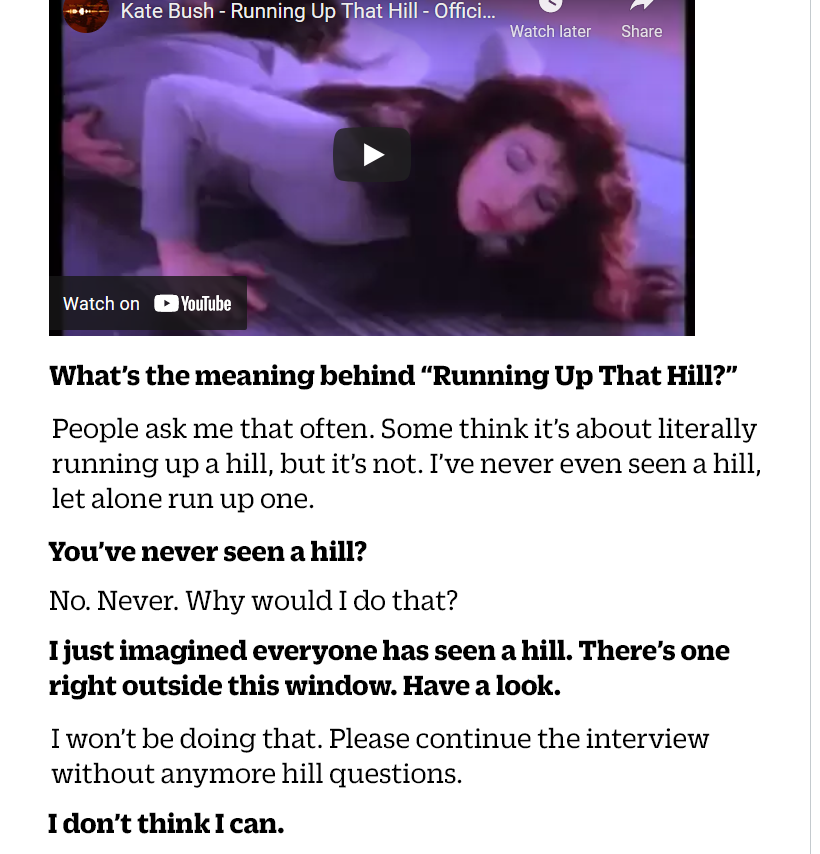 Kate Bush - Running Up That Hill - Offici...
Watch later
Share
Watch on YouTube
What’s the meaning behind “Running Up That Hill?”
People ask me that often. Some think it’s about literally
running up a hill, but it’s not. I’ve never even seen a hill,
let alone run up one.
You’ve never seen a hill?
No. Never. Why would I do that?
I just imagined everyone has seen a hill. There’s one
right outside this window. Have a look.
I won’t be doing that. Please continue the interview
without anymore hill questions.
I don’t think I can.